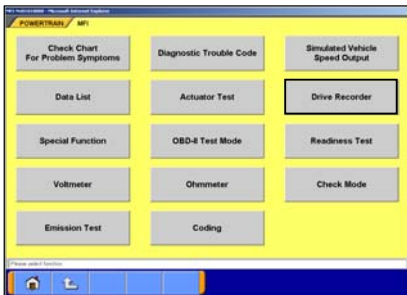 POWERTRAIN / MFI
Check Chart
For Problem Symptoms
Diagnostic Trouble Code
Simulated Vehicle
Speed Output
Data List
Actuator Test
Drive Recorder
Special Function
OBD-II Test Mode
Readiness Test
Voltmeter
Ohmmeter
Check Mode
Emission Test
Coding
Please select function